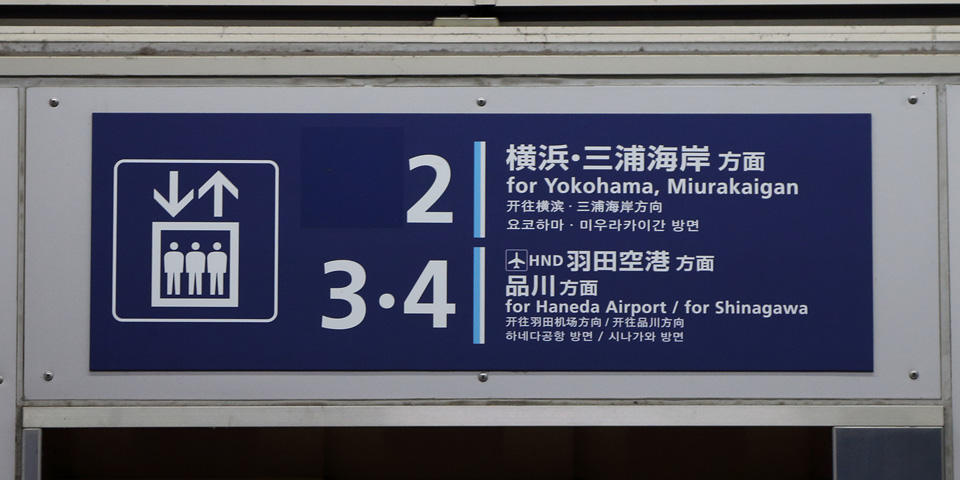 2
横浜・三浦海岸 方面
for Yokohama, Miurakaigan
开往横滨・三浦海岸方向
요코하마・미우라카이간 방면
3・4
HND 羽田空港 方面
品川 方面
for Haneda Airport / for Shinagawa
开往羽田机场方向 / 开往品川方向
하네다공항 방면 / 시나가와 방면